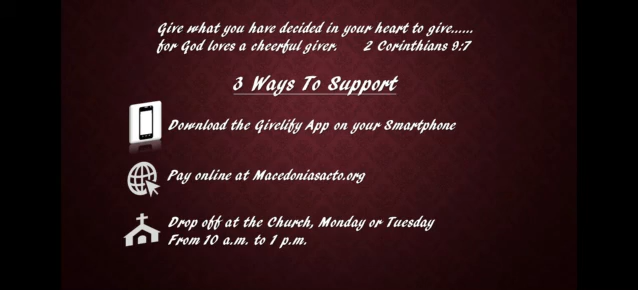 Give what you have decided in your heart to give......
for God loves a cheerful giver. 2 Corinthians 9:7
3 Ways To Support
Download the Givelify App on your Smartphone
Pay online at Macedoniasacto.org
Drop off at the Church, Monday or Tuesday
From 10 a.m. to 1 p.m.